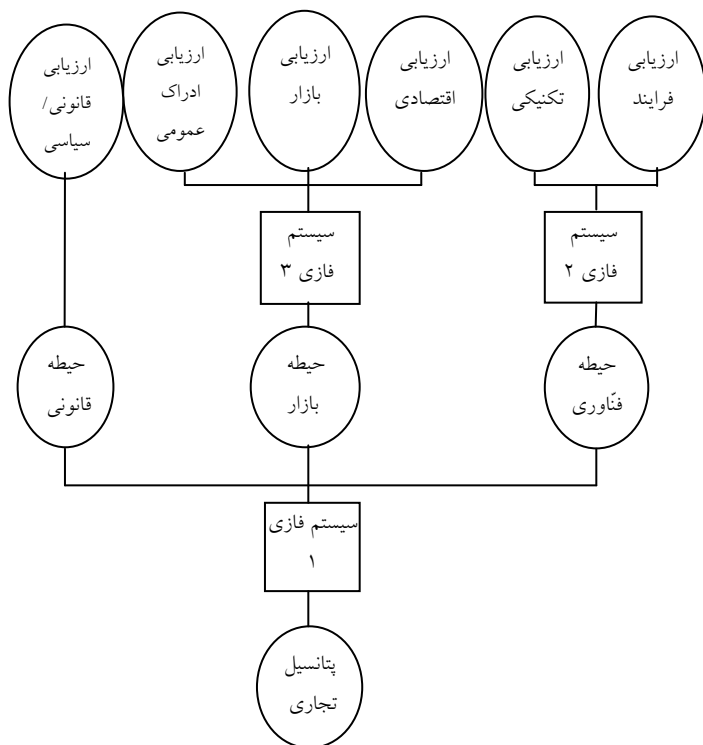 ارزیابی
فرایند
ارزیابی
تکنیکی
ارزیابی
اقتصادی
ارزیابی
بازار
ارزیابی
ادراک
عمومی
ارزیابی
قانونی/
سیاسی
سیستم
فازی ۲
سیستم
فازی ۳
حیطه
فنّاوری
حیطه
بازار
حیطه
قانونی
سیستم فازی
۱
پتانسیل
تجاری